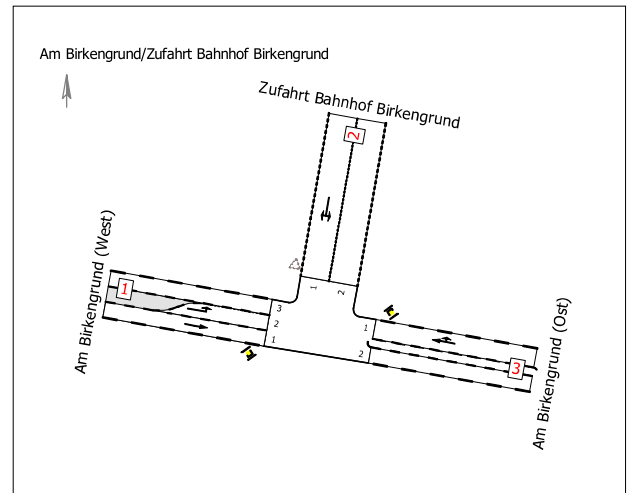 Am Birkengrund/Zufahrt Bahnhof Birkengrund
Zufahrt Bahnhof Birkengrund
2
1
2
Am Birkengrund (West)
1
3
2
1
1
2
3
Am Birkengrund (Ost)